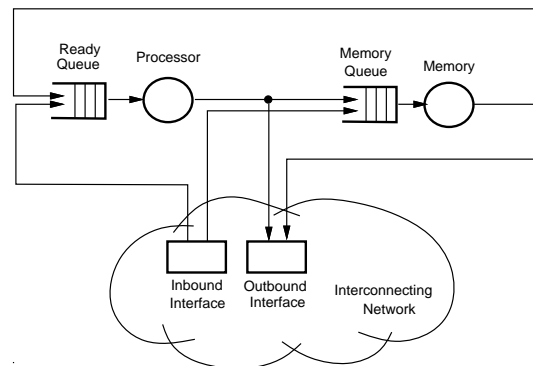 Ready
Queue
Processor
Memory
Queue
Memory
Inbound
Interface
Outbound
Interface
Interconnecting
Network